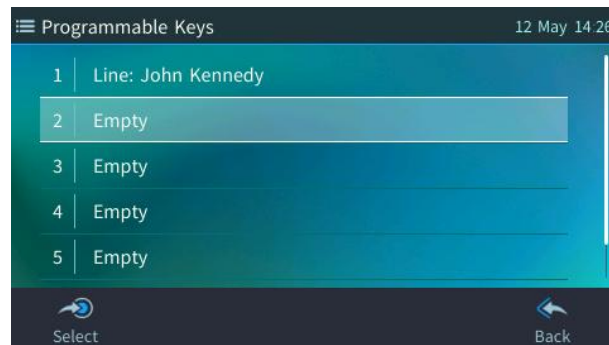 Programmable Keys 12 May 14:26
1 Line: John Kennedy
2 Empty
3 Empty
4 Empty
5 Empty
Select Back